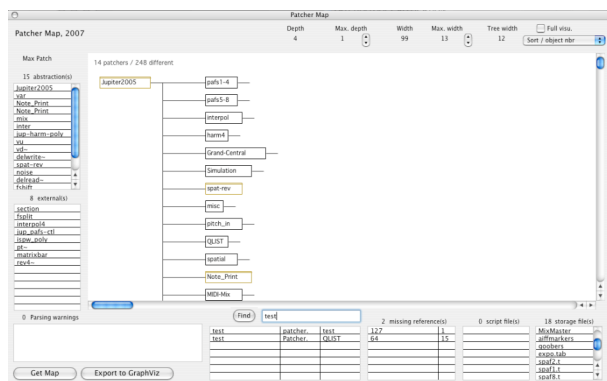 Patcher Map
Patcher Map, 2007
Depth Max. depth Width Max. width Tree width Full visu.
4 1 99 13 12 Sort / object nbr
Max Patch
14 patchers / 248 different
15 abstraction(s)
Jupiter2005
var
Note_Print
Note_Print
mix
inter
jup-harm-poly
vu
vd~
delwrite~
spat-rev
noise
delread~
fshift
8 external(s)
section
fsplit
interpol4
jup_pafs-ctl
ispw_poly
pt~
matrixbar
rev4~
Jupiter2005
pafs1-4
pafs5-8
interpol
harm4
Grand-Central
Simulation
spat-rev
misc
pitch_in
QLIST
spatial
Note_Print
MIDI-Mix
0 Parsing warnings
Find test
2 missing reference(s) 0 script file(s) 18 storage file(s)
test patcher. test 127 1
test Patcher. QLIST 64 15
MixMaster
aiffmarkers
goobers
expo.tab
spaf2.t
spaf1.t
spaf8.t
Get Map Export to GraphViz